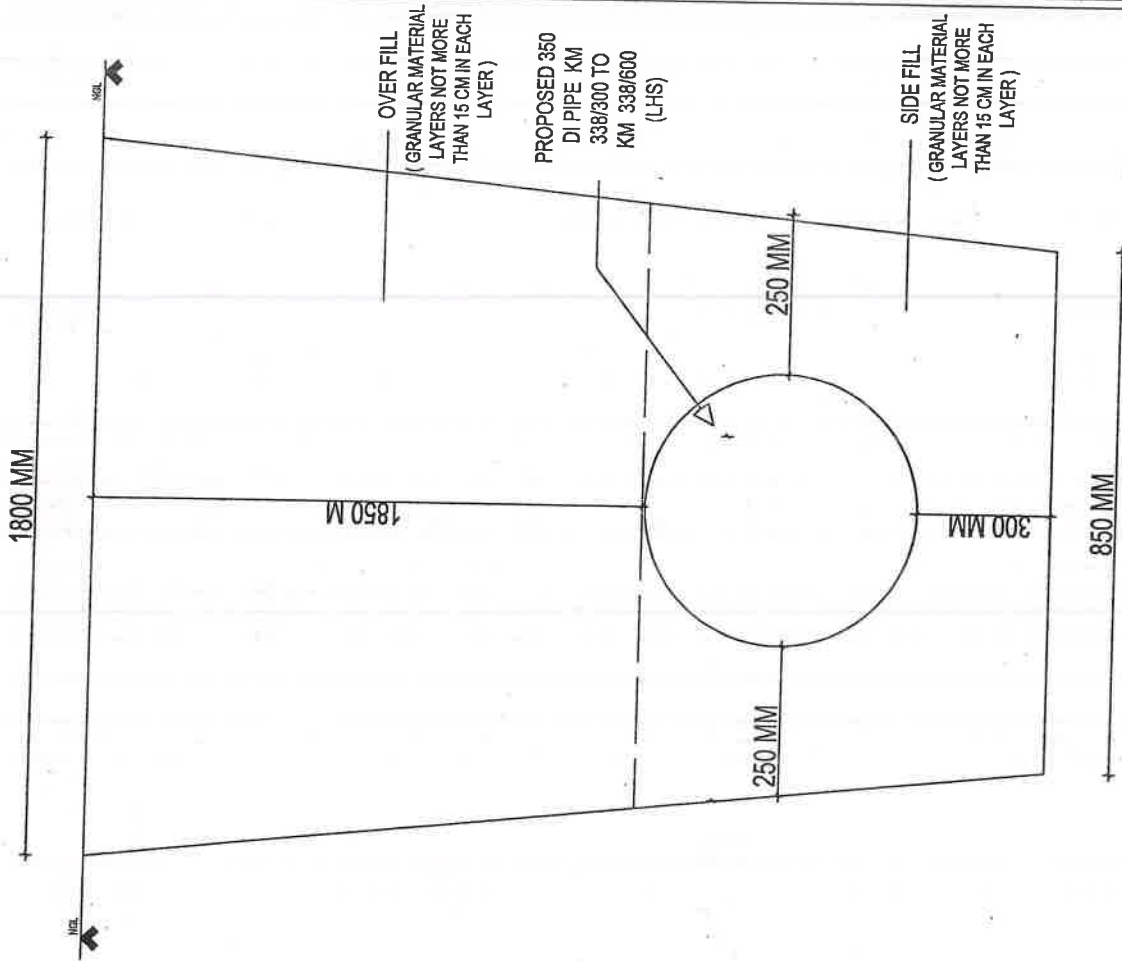 1800 MM
NGL
NGL
OVER FILL
( GRANULAR MATERIAL
LAYERS NOT MORE
THAN 15 CM IN EACH
LAYER )
PROPOSED 350
DI PIPE KM
338/300 TO
KM 338/600
(LHS)
1850 M
250 MM
250 MM
SIDE FILL
( GRANULAR MATERIAL
LAYERS NOT MORE
THAN 15 CM IN EACH
LAYER )
300 MM
850 MM